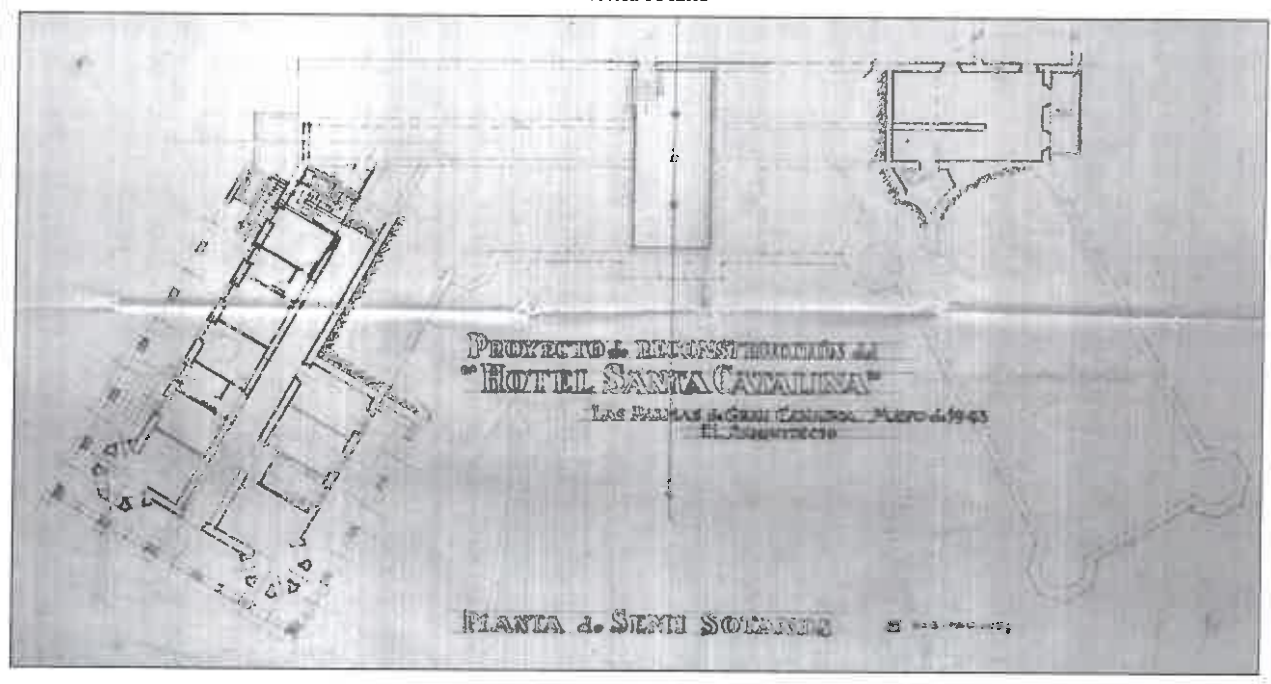 PROYECTO de RECONSTRUCCIÓN del
"HOTEL SANTA CATALINA"
LAS PALMAS de GRAN CANARIA MAYO de 1943
EL ARQUITECTO
PLANTA de SEMI SOTANOS